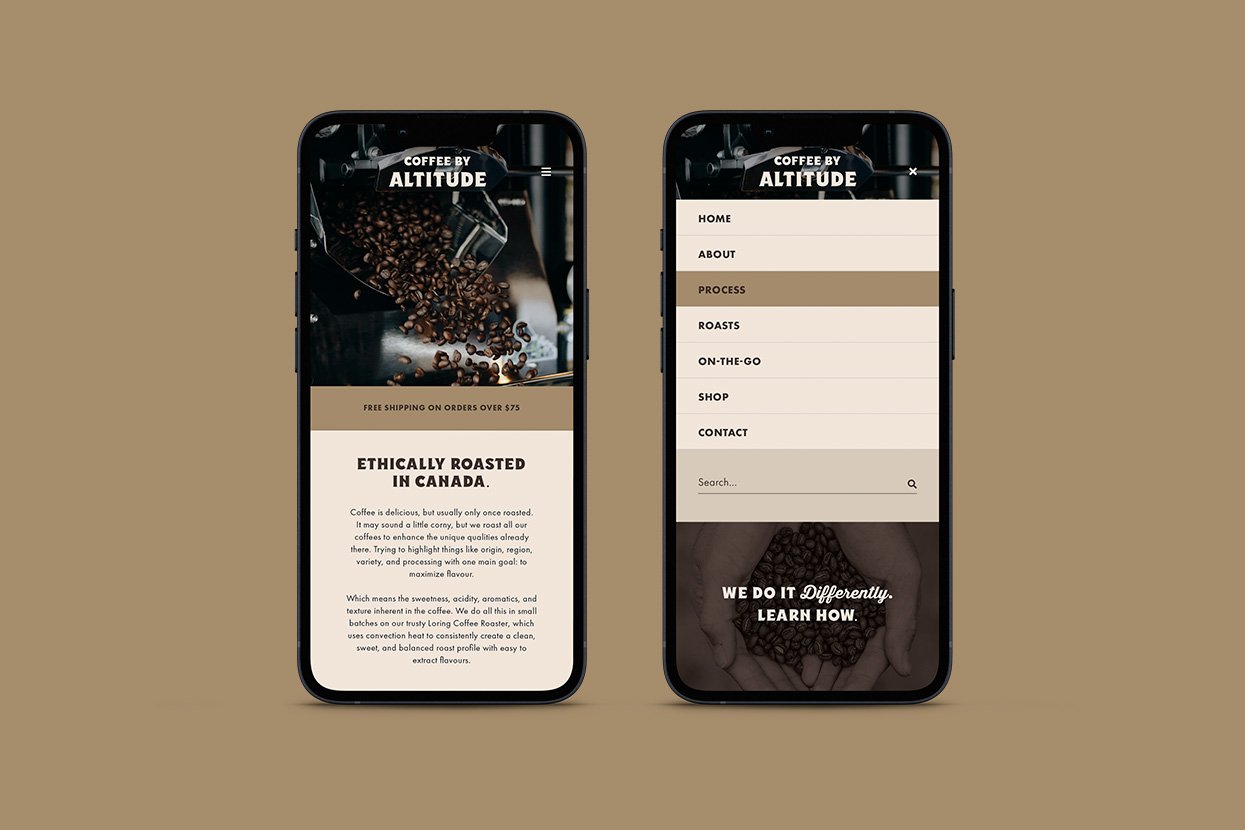 COFFEE BY
ALTITUDE
FREE SHIPPING ON ORDERS OVER $75
ETHICALLY ROASTED
IN CANADA.
Coffee is delicious, but usually only once roasted.
It may sound a little corny, but we roast all our
coffees to enhance the unique qualities already
there. Trying to highlight things like origin, region,
variety, and processing with one main goal: to
maximize flavour.
Which means the sweetness, acidity, aromatics, and
texture inherent in the coffee. We do all this in small
batches on our trusty Loring Coffee Roaster, which
uses convection heat to consistently create a clean,
sweet, and balanced roast profile with easy to
extract flavours.
COFFEE BY
ALTITUDE
HOME
ABOUT
PROCESS
ROASTS
ON-THE-GO
SHOP
CONTACT
Search...
WE DO IT Differently.
LEARN HOW.